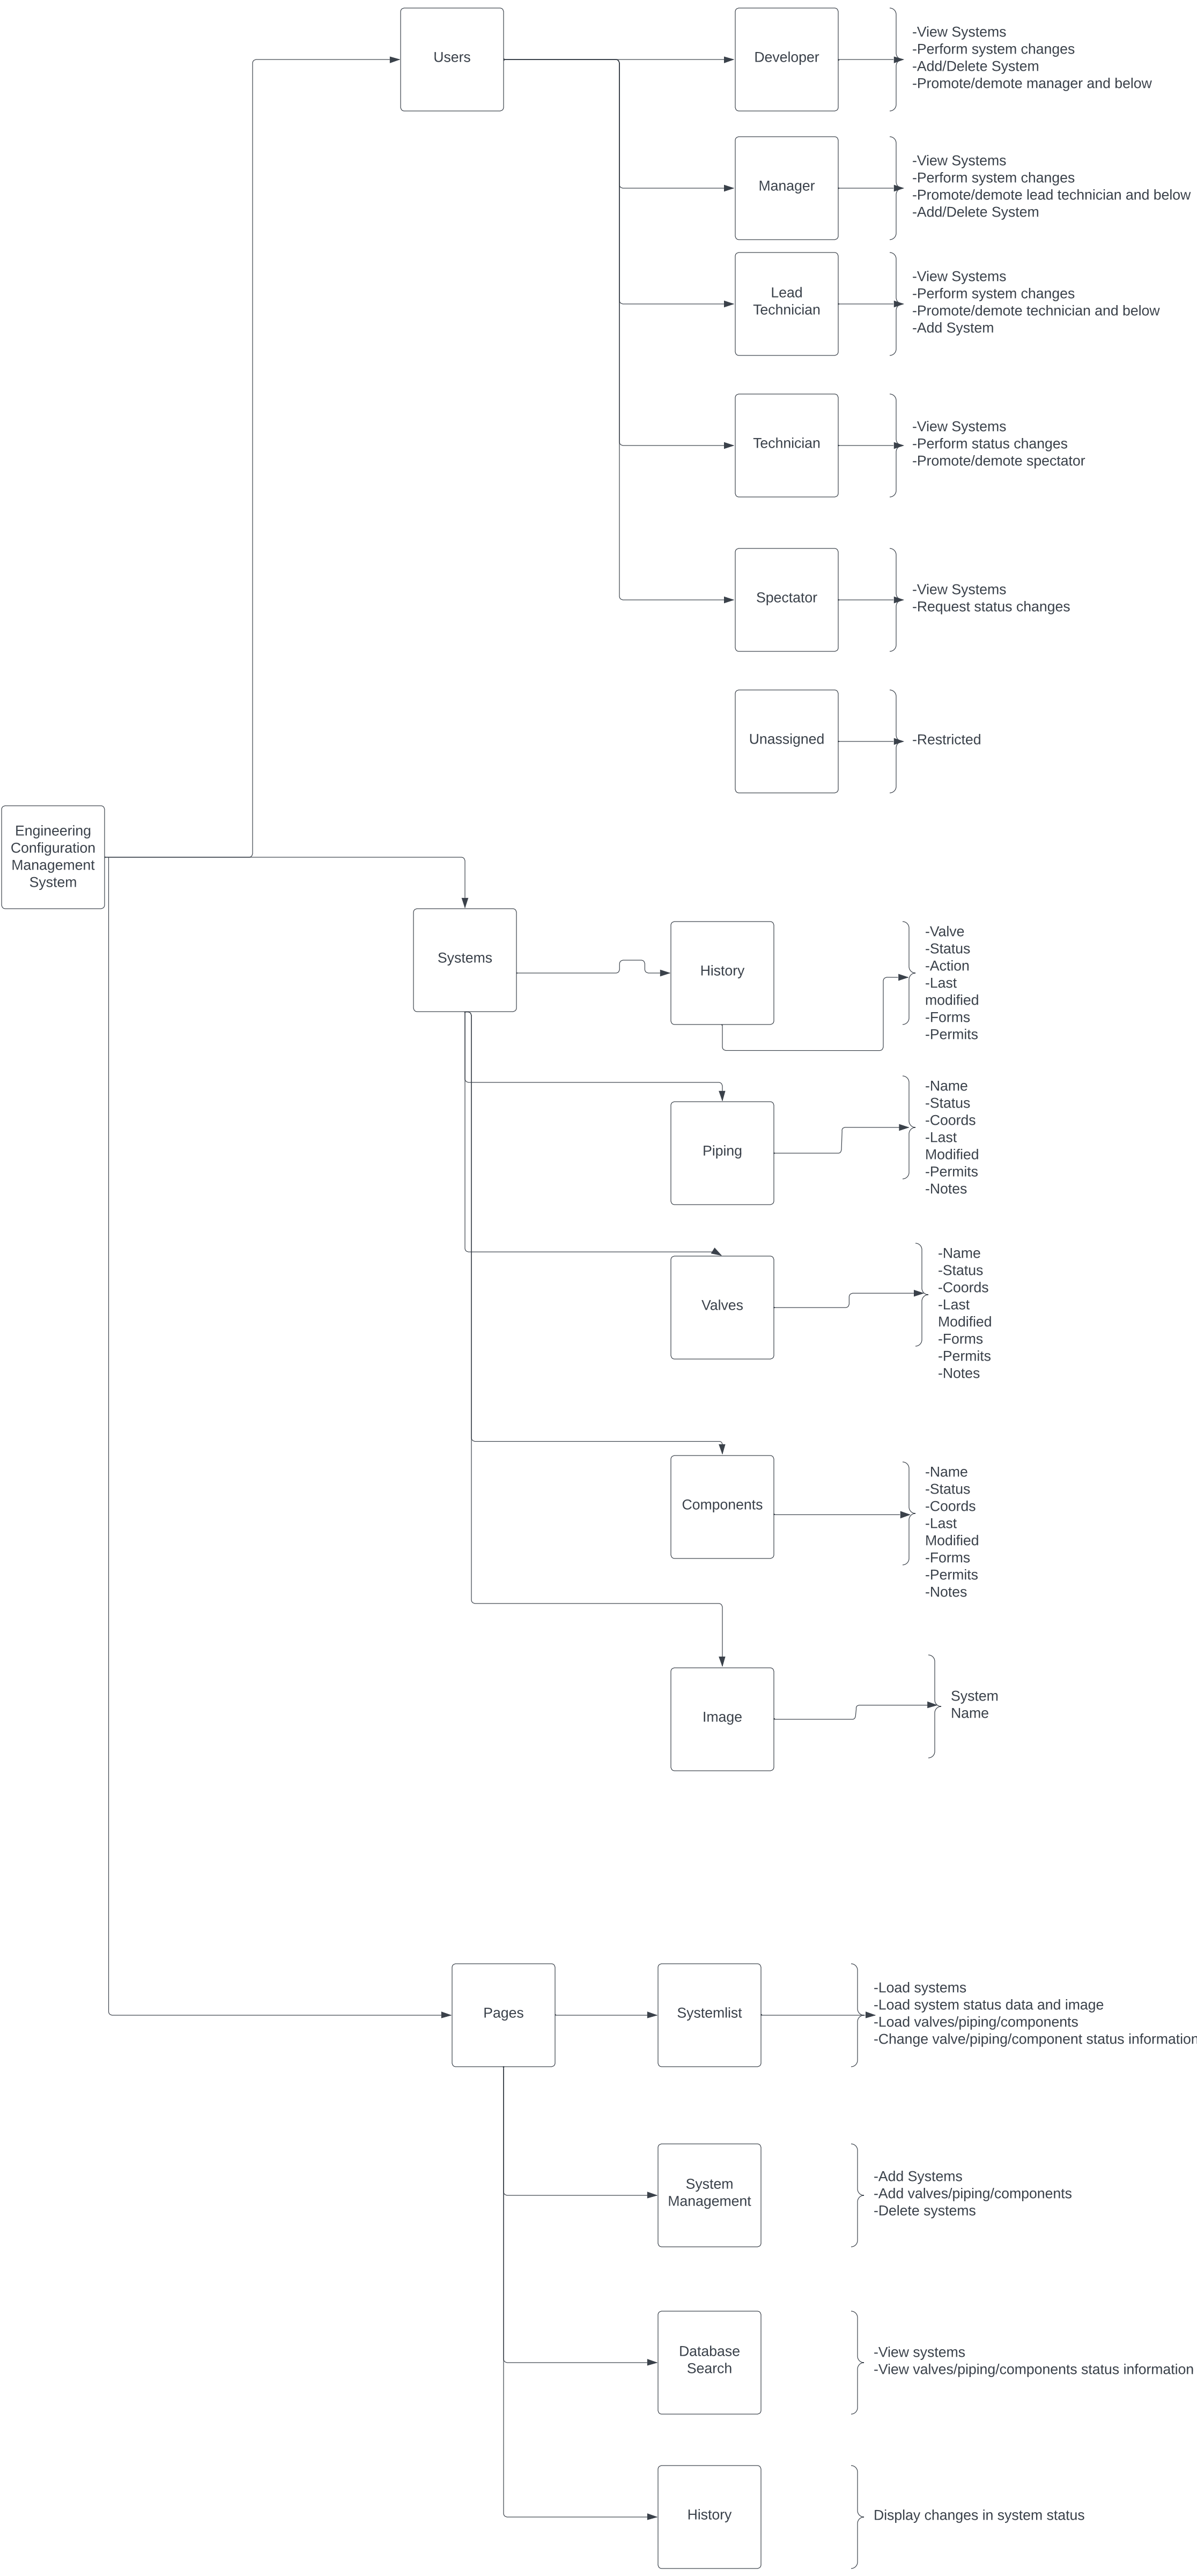 Users
Developer
-View Systems
-Perform system changes
-Add/Delete System
-Promote/demote manager and below
Manager
-View Systems
-Perform system changes
-Promote/demote lead technician and below
-Add/Delete System
Lead
Technician
-View Systems
-Perform system changes
-Promote/demote technician and below
-Add System
Technician
-View Systems
-Perform status changes
-Promote/demote spectator
Spectator
-View Systems
-Request status changes
Unassigned
-Restricted
Engineering
Configuration
Management
System
Systems
History
-Valve
-Status
-Action
-Last
modified
-Forms
-Permits
Piping
-Name
-Status
-Coords
-Last
Modified
-Permits
-Notes
Valves
-Name
-Status
-Coords
-Last
Modified
-Forms
-Permits
-Notes
Components
-Name
-Status
-Coords
-Last
Modified
-Forms
-Permits
-Notes
Image
System
Name
Pages
Systemlist
-Load systems
-Load system status data and image
-Load valves/piping/components
-Change valve/piping/component status information
System
Management
-Add Systems
-Add valves/piping/components
-Delete systems
Database
Search
-View systems
-View valves/piping/components status information
History
Display changes in system status